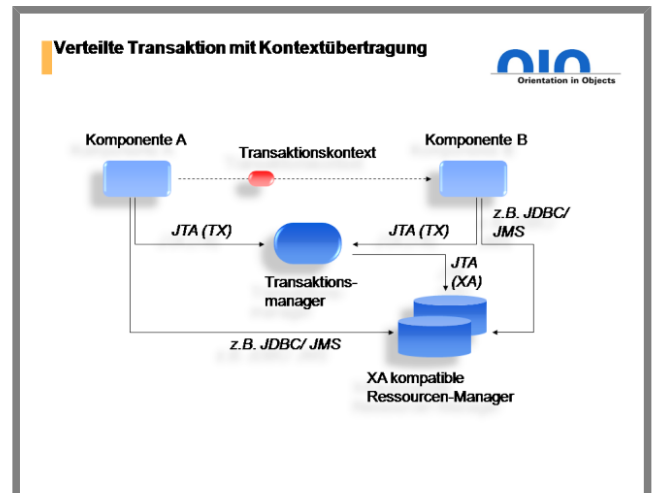 Verteilte Transaktion mit Kontextübertragung
OIO
Orientation in Objects
Komponente A
Transaktionskontext
Komponente B
z.B. JDBC/
JMS
JTA (TX)
JTA (TX)
JTA
(XA)
Transaktions-
manager
z.B. JDBC/ JMS
XA kompatible
Ressourcen-Manager